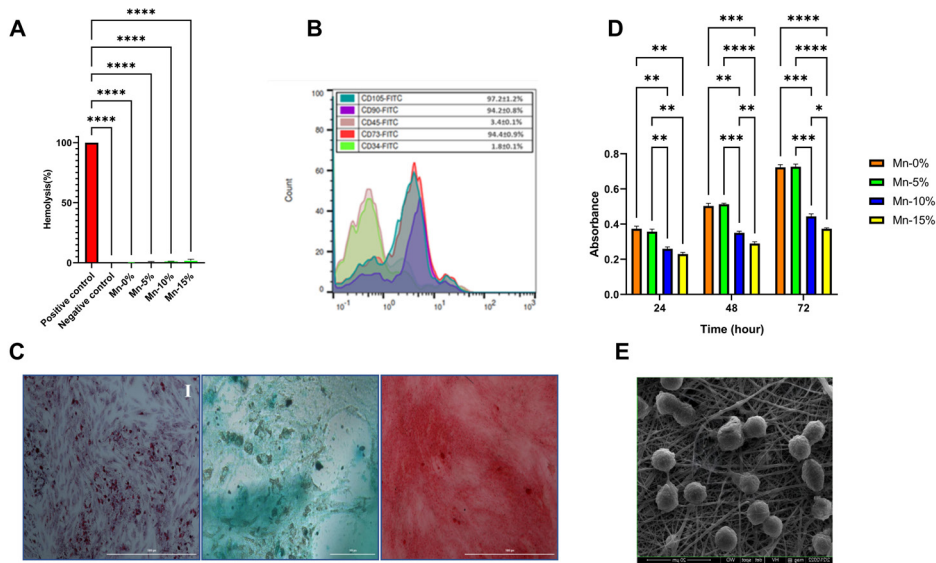 A
****
****
****
****
****
Hemolysis(%)
150
100
50
0
Positive control
Negative control
Mn-0%
Mn-5%
Mn-10%
Mn-15%
B
CD105-FITC 97.2±1.2%
CD90-FITC 94.2±0.8%
CD45-FITC 3.4±0.1%
CD73-FITC 94.4±0.9%
CD34-FITC 1.8±0.1%
Count
100
80
60
40
20
0
10-1 100 101 102 103
D
*** ****
** **** ****
** ** ***
** ** *
** *** ***
Absorbance
0.8
0.6
0.4
0.2
0.0
24 48 72
Time (hour)
Mn-0%
Mn-5%
Mn-10%
Mn-15%
C
I
E